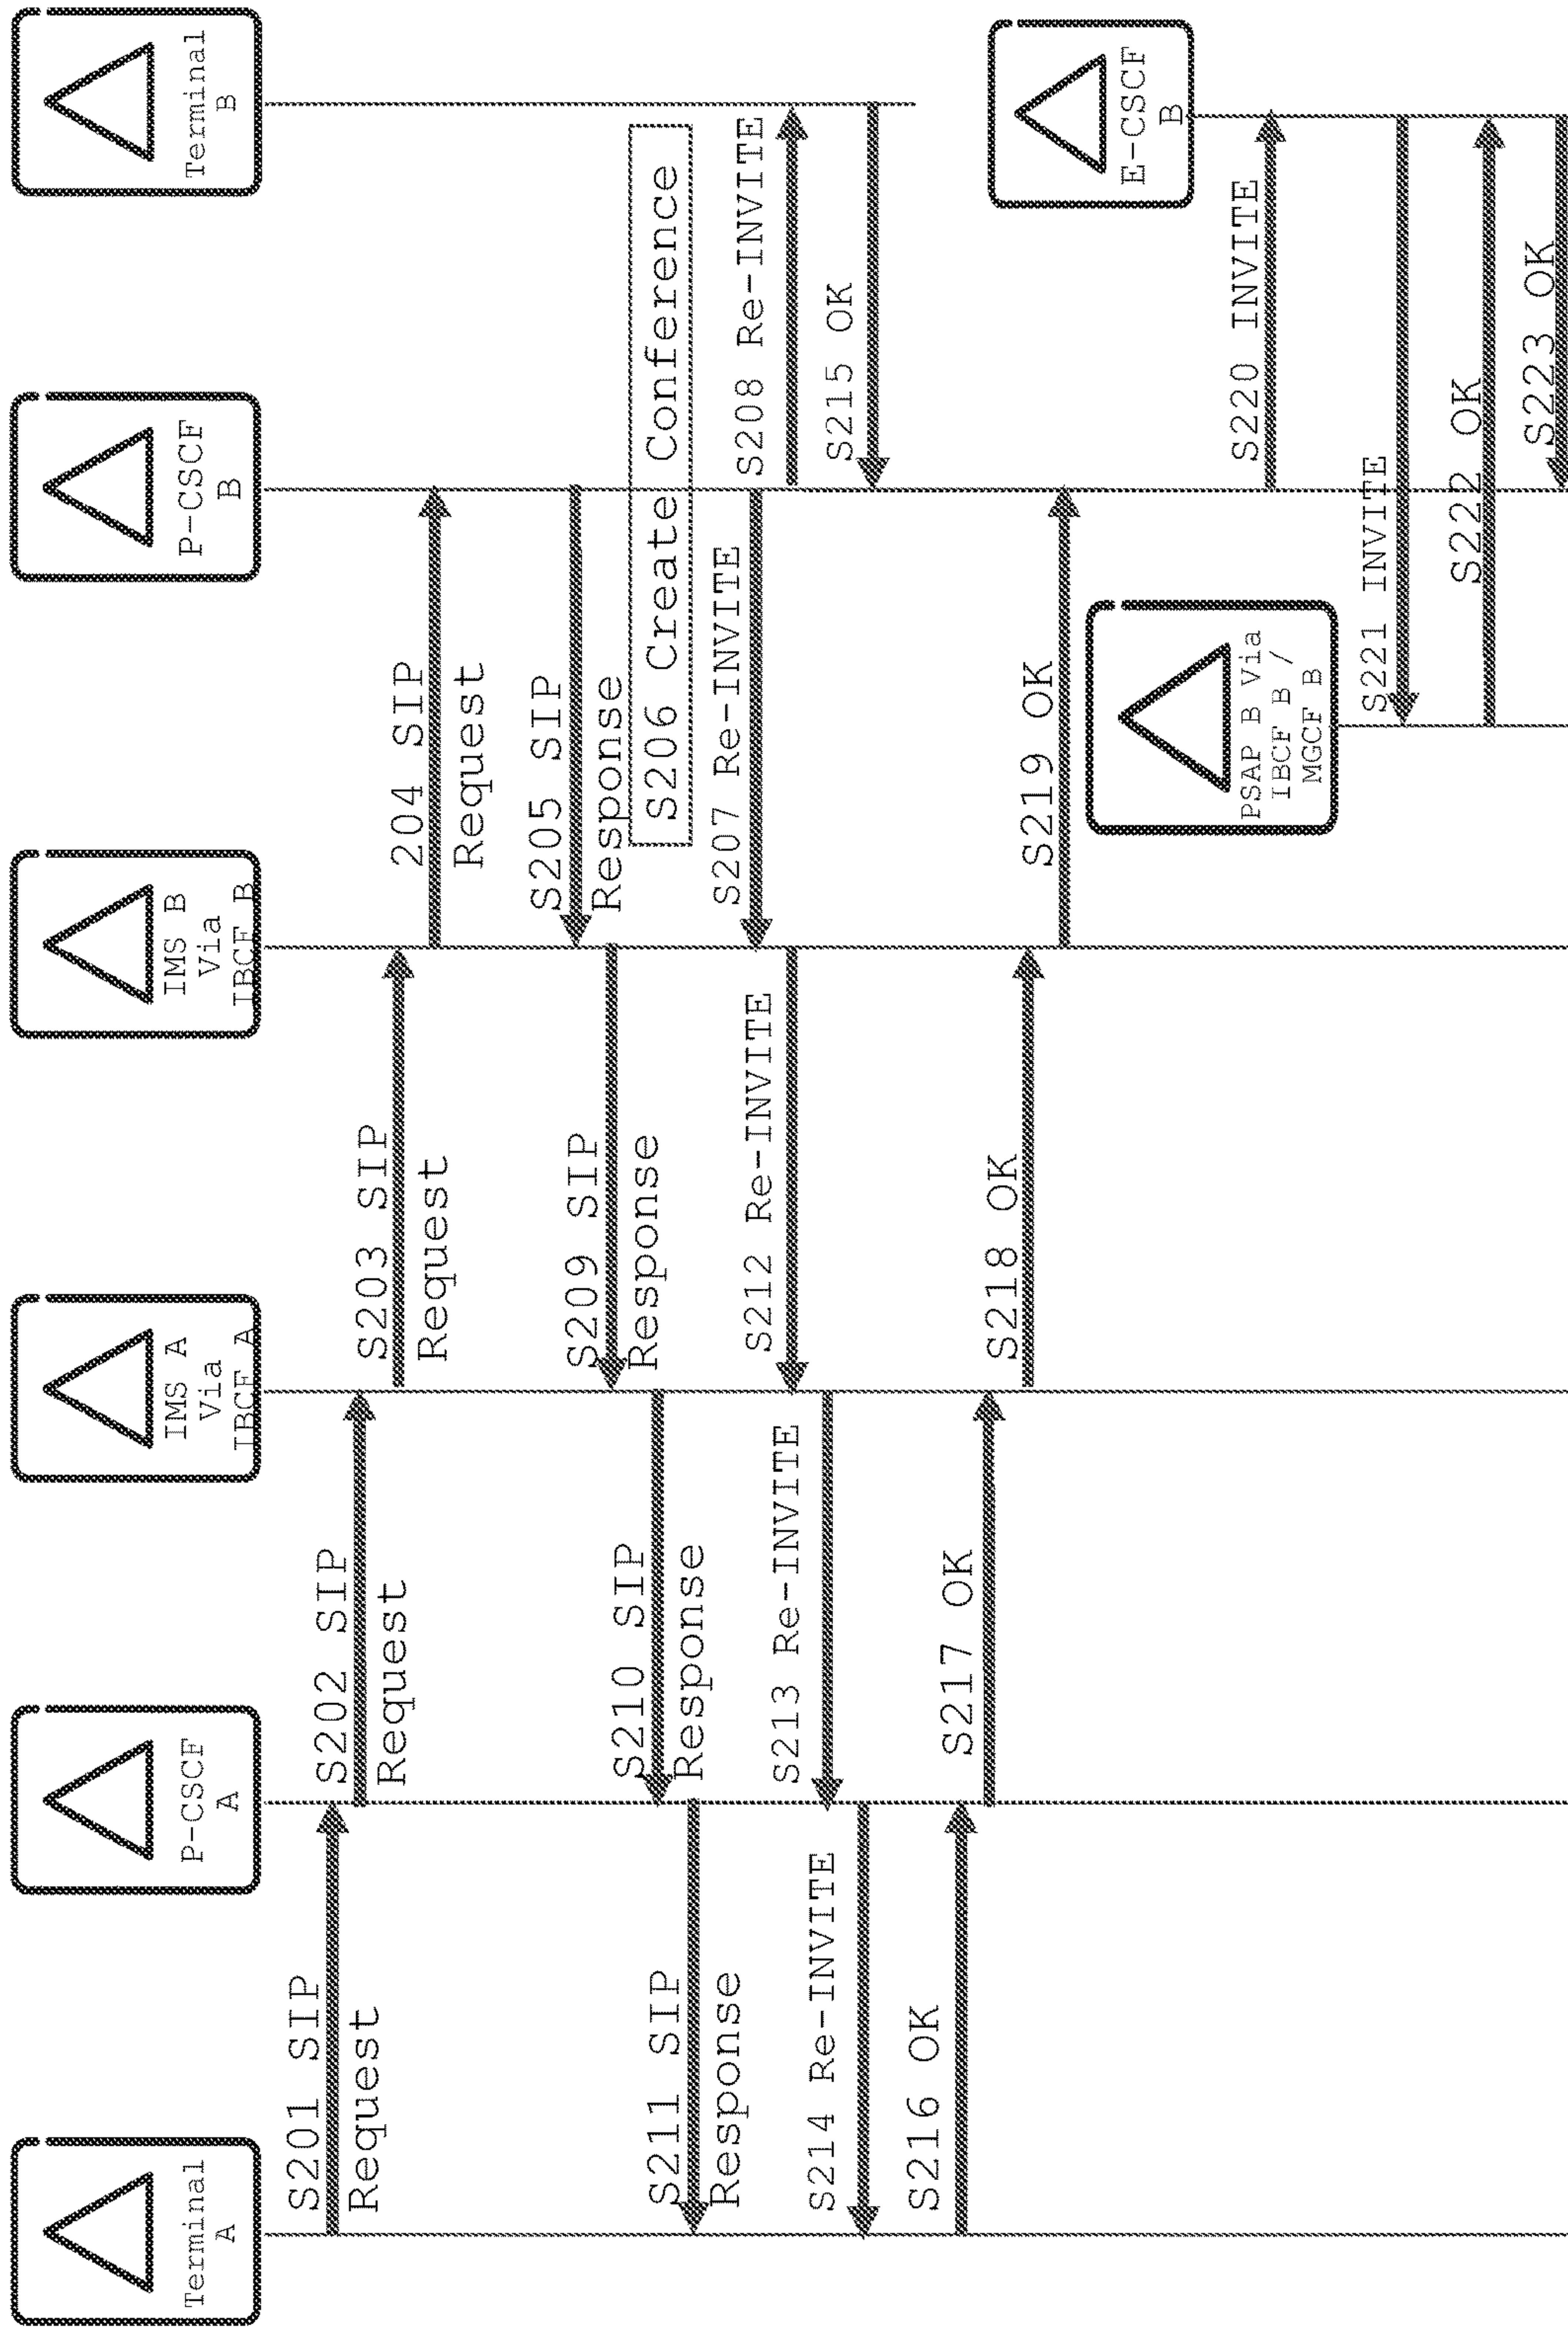 Terminal
A
P-CSCF
A
IMS A
Via
IBCF A
IMS B
Via
IBCF B
P-CSCF
B
Terminal
B
S201 SIP
Request
S202 SIP
Request
S203 SIP
Request
204 SIP
Request
S205 SIP
Response
S206 Create Conference
S209 SIP
Response
S210 SIP
Response
S211 SIP
Response
S207 Re-INVITE
S208 Re-INVITE
S212 Re-INVITE
S213 Re-INVITE
S214 Re-INVITE
S215 OK
S216 OK
S217 OK
S218 OK
S219 OK
E-CSCF
B
PSAP B Via
IBCF B /
MGCF B
S220 INVITE
S221 INVITE
S222 OK
S223 OK